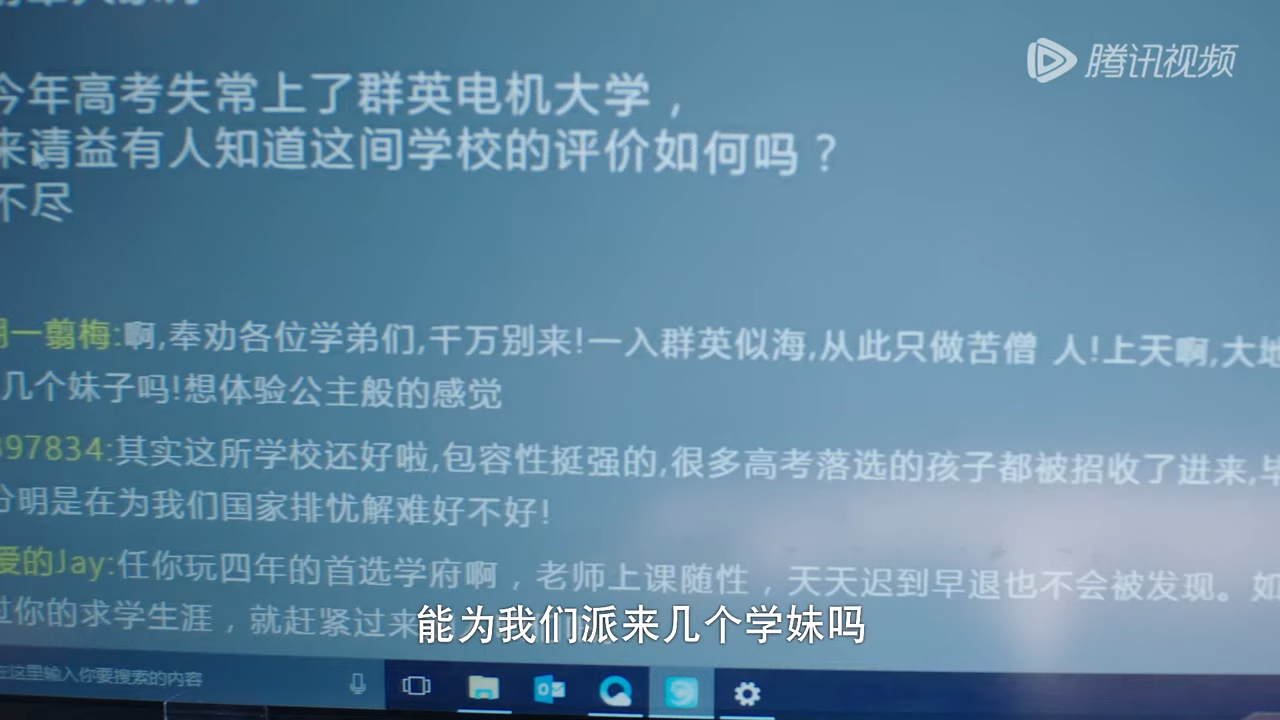 腾讯视频
今年高考失常上了群英电机大学，
来请益有人知道这间学校的评价如何吗？
不尽
一翦梅:啊,奉劝各位学弟们,千万别来!一入群英似海,从此只做苦僧 人!上天啊,大地
几个妹子吗!想体验公主般的感觉
97834:其实这所学校还好啦,包容性挺强的,很多高考落选的孩子都被招收了进来,毕
分明是在为我们国家排忧解难好不好!
爱的Jay:任你玩四年的首选学府啊，老师上课随性，天天迟到早退也不会被发现。如
过你的求学生涯，就赶紧过来
能为我们派来几个学妹吗
在这里输入你要搜索的内容